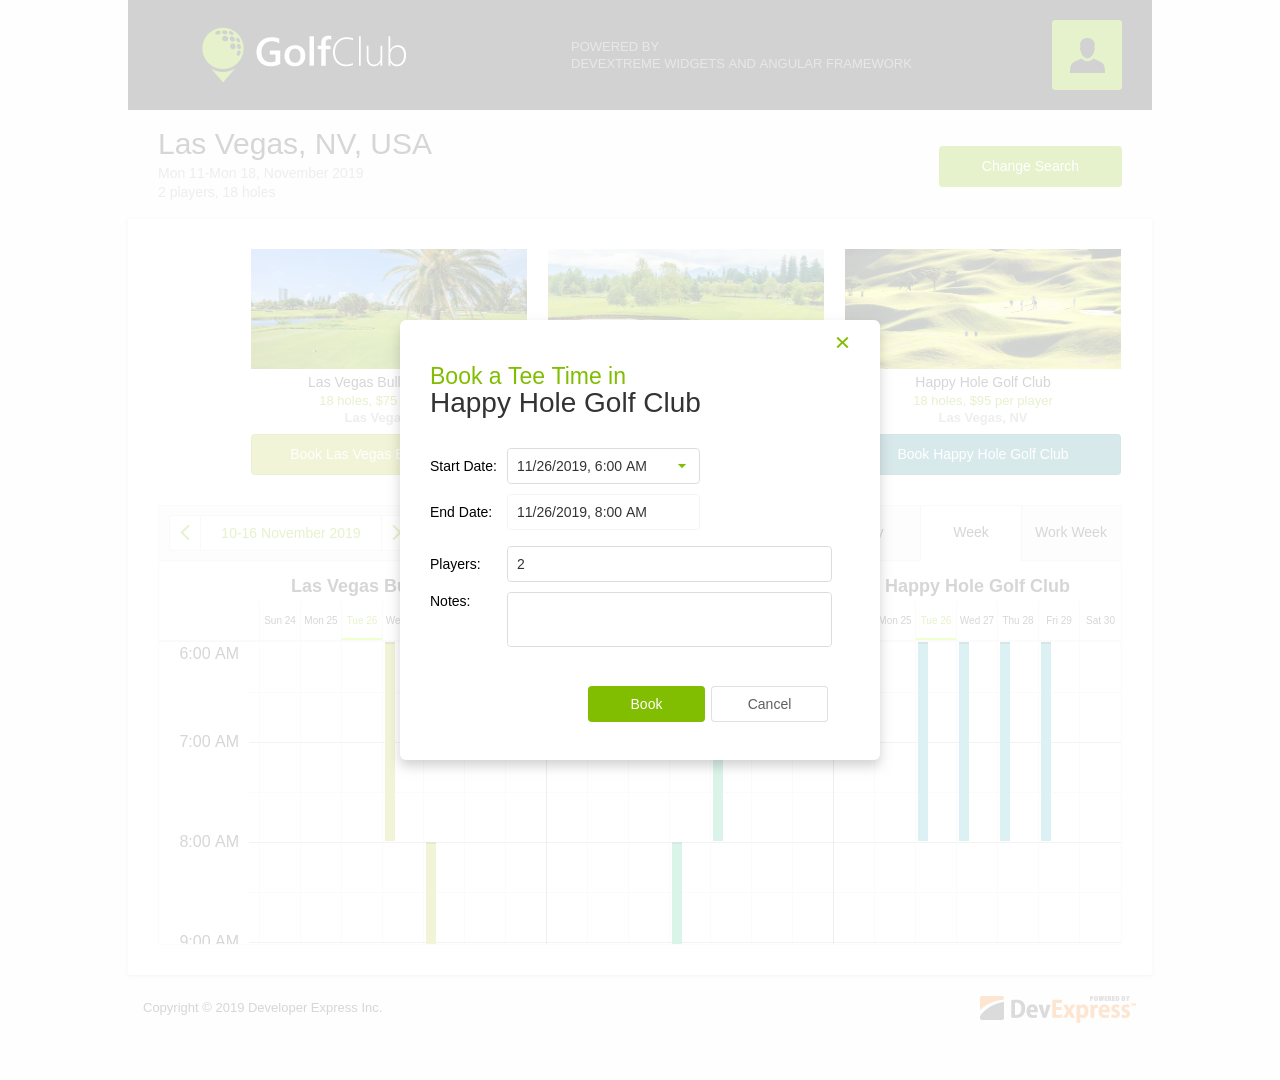 GolfClub
POWERED BY
DEVEXTREME WIDGETS AND ANGULAR FRAMEWORK
Las Vegas, NV, USA
Mon 11-Mon 18, November 2019
2 players, 18 holes
Change Search
Las Vegas Bull
18 holes, $75
Las Vega
Happy Hole Golf Club
18 holes, $95 per player
Las Vegas, NV
Book Las Vegas
Book Happy Hole Golf Club
Book a Tee Time in
Happy Hole Golf Club
Start Date: 11/26/2019, 6:00 AM
End Date: 11/26/2019, 8:00 AM
Players: 2
Notes:
Book Cancel
10-16 November 2019
Week Work Week
Las Vegas Bu
Happy Hole Golf Club
Sun 24 Mon 25 Tue 26 We
Mon 25 Tue 26 Wed 27 Thu 28 Fri 29 Sat 30
6:00 AM
7:00 AM
8:00 AM
9:00 AM
Copyright © 2019 Developer Express Inc.
POWERED BY
DevExpress